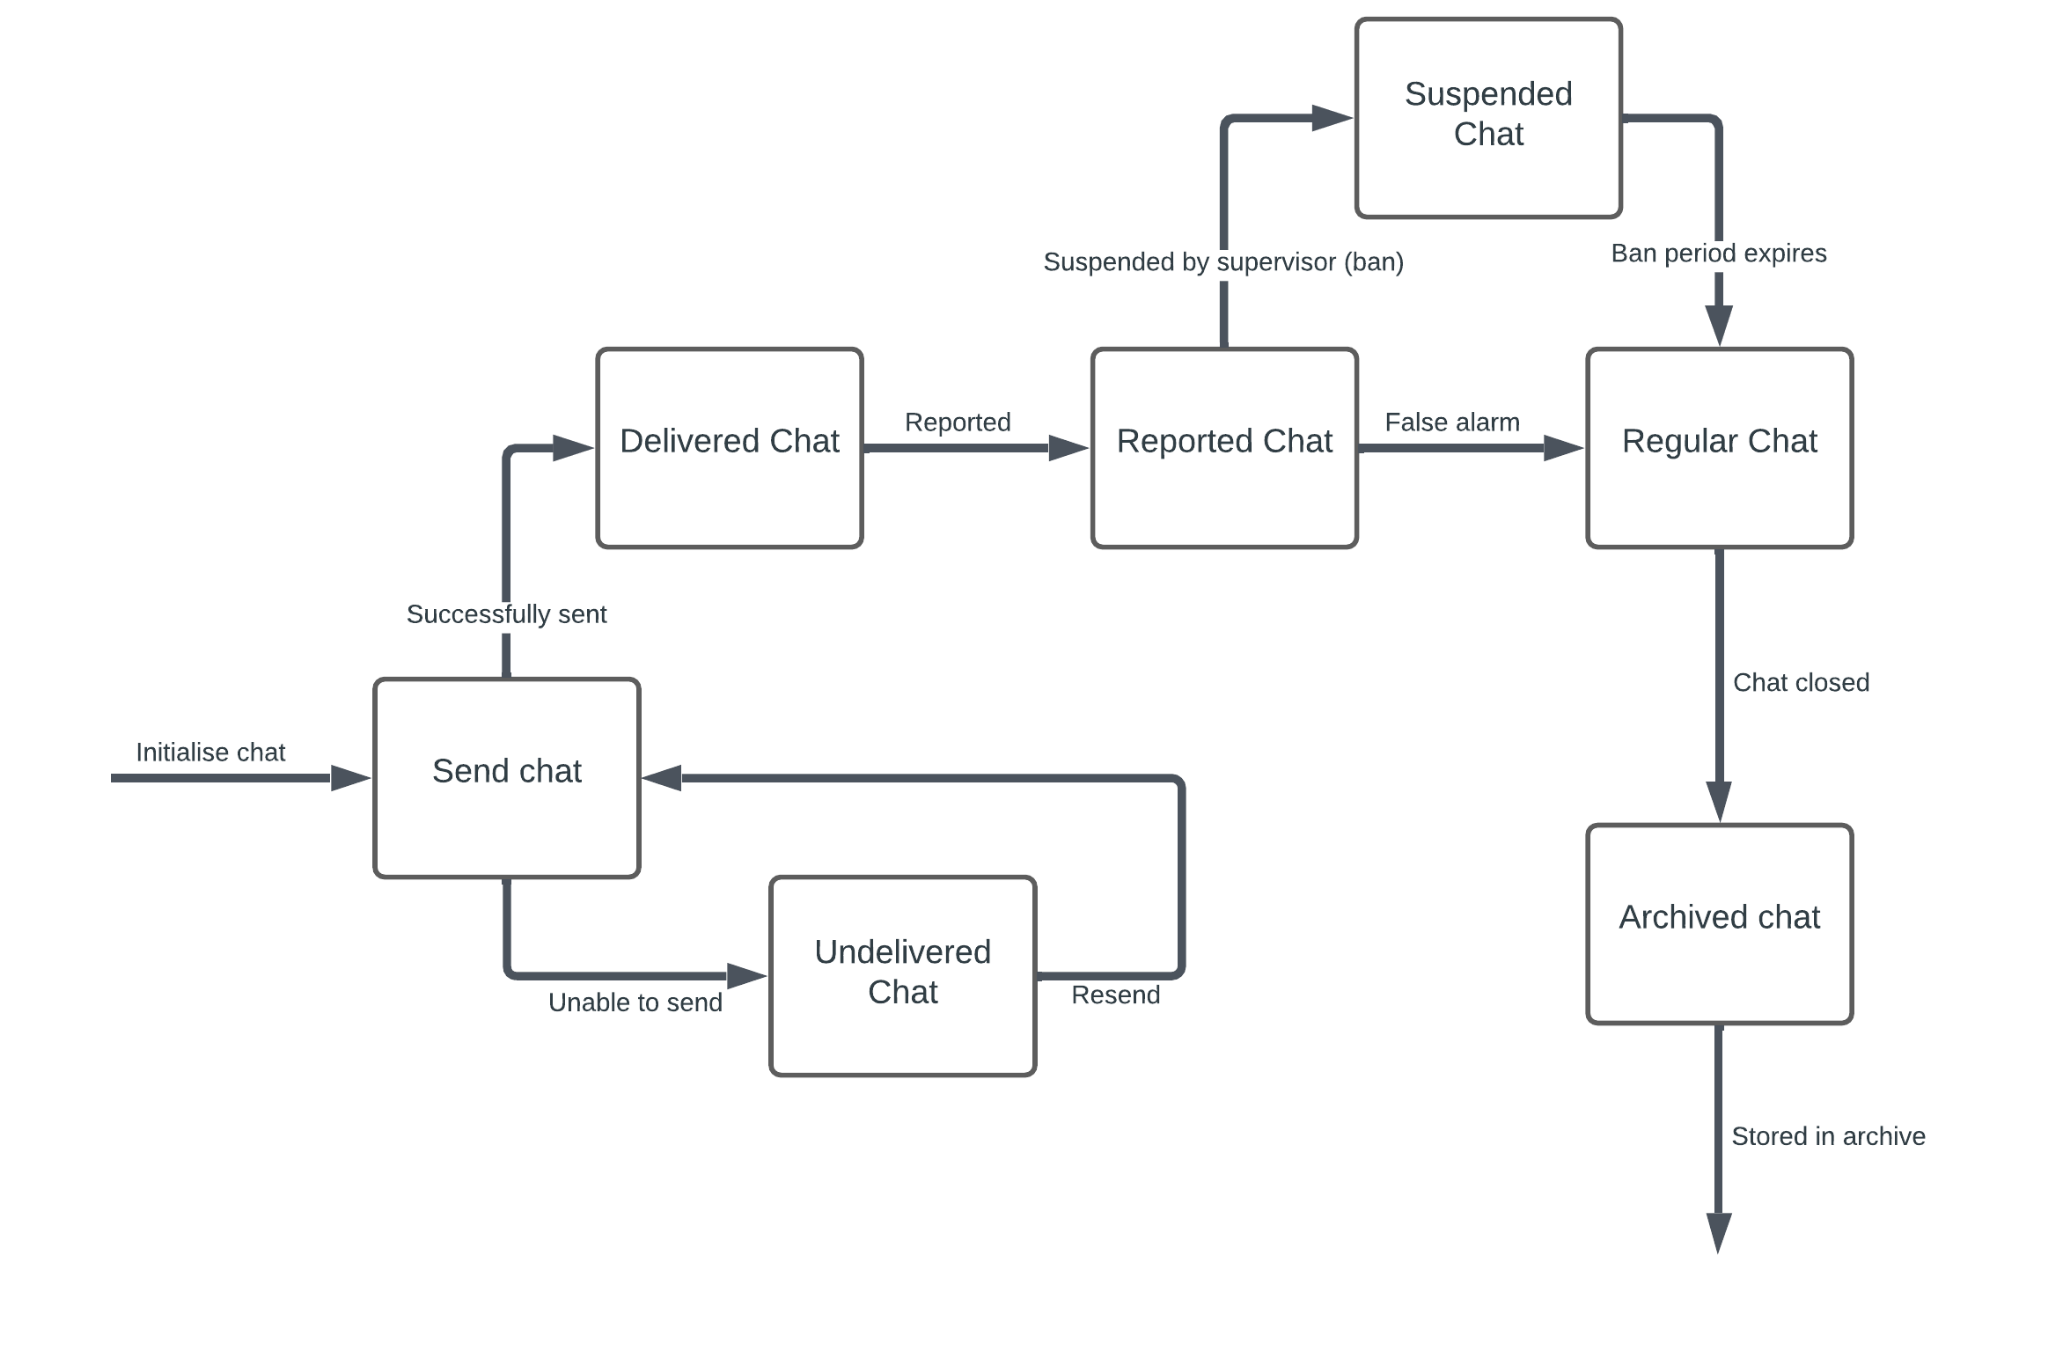 Suspended
Chat
Suspended by supervisor (ban)
Ban period expires
Delivered Chat
Reported
Reported Chat
False alarm
Regular Chat
Successfully sent
Chat closed
Initialise chat
Send chat
Archived chat
Undelivered
Chat
Unable to send
Resend
Stored in archive